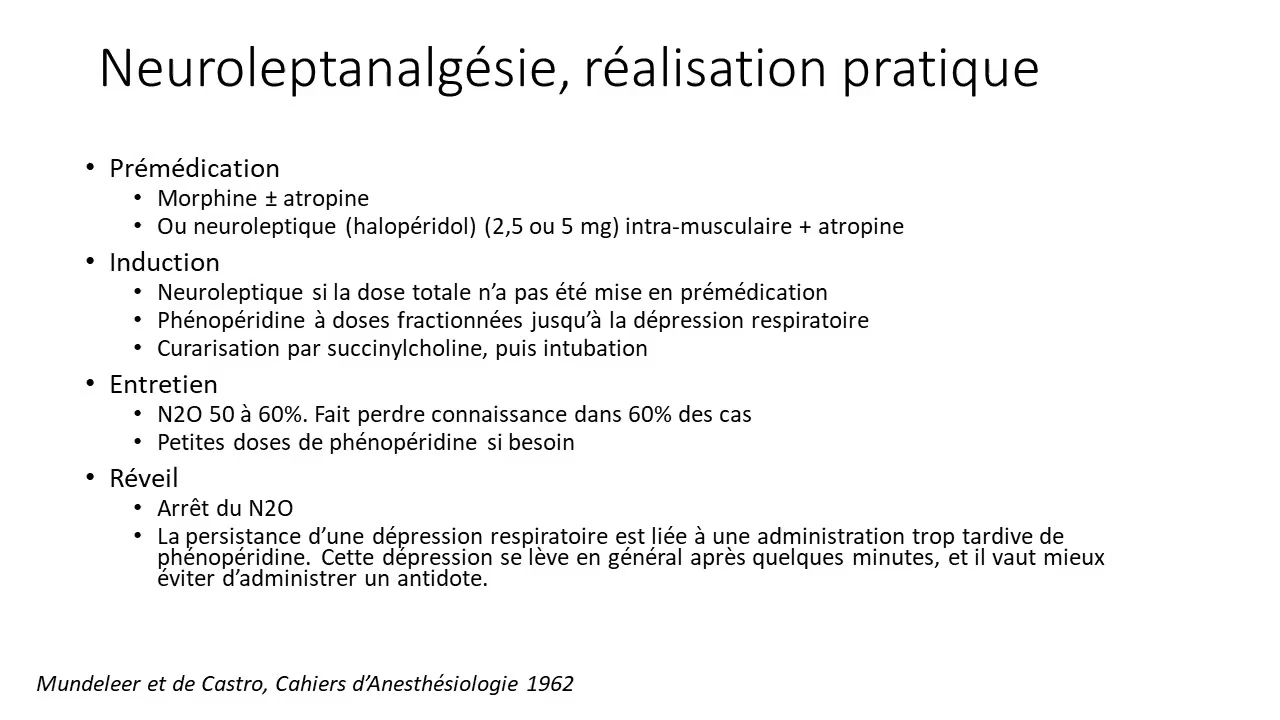 Neuroleptanalgésie, réalisation pratique
• Prémédication
• Morphine ± atropine
• Ou neuroleptique (halopéridol) (2,5 ou 5 mg) intra-musculaire + atropine
• Induction
• Neuroleptique si la dose totale n’a pas été mise en prémédication
• Phénopéridine à doses fractionnées jusqu’à la dépression respiratoire
• Curarisation par succinylcholine, puis intubation
• Entretien
• N2O 50 à 60%. Fait perdre connaissance dans 60% des cas
• Petites doses de phénopéridine si besoin
• Réveil
• Arrêt du N2O
• La persistance d’une dépression respiratoire est liée à une administration trop tardive de
phénopéridine. Cette dépression se lève en général après quelques minutes, et il vaut mieux
éviter d’administrer un antidote.
Mundeleer et de Castro, Cahiers d’Anesthésiologie 1962